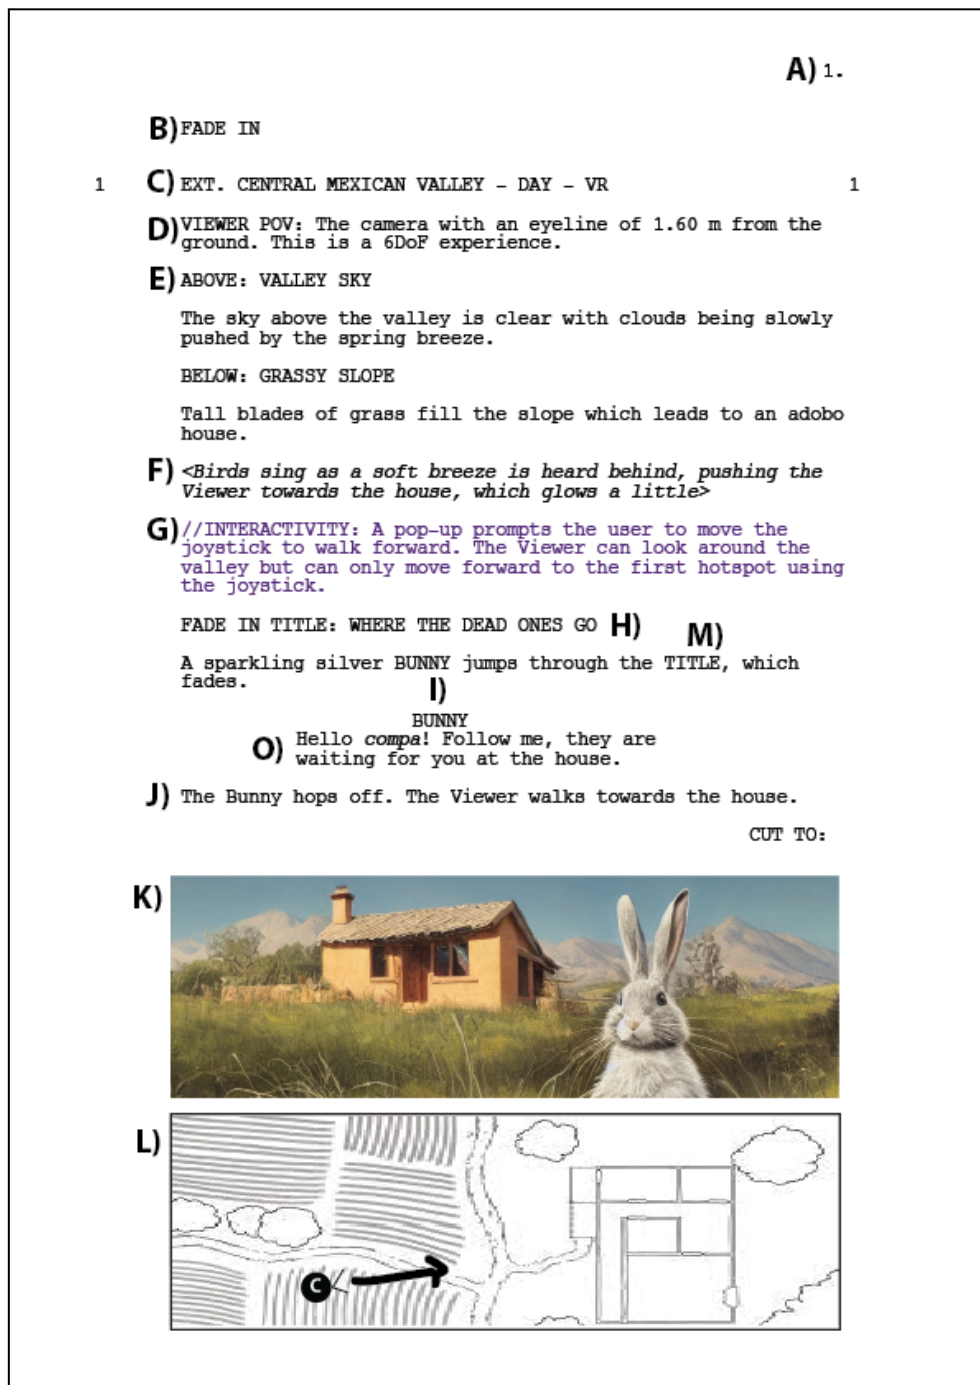 A) 1.
B) FADE IN
1 C) EXT. CENTRAL MEXICAN VALLEY - DAY - VR 1
D) VIEWER POV: The camera with an eyeline of 1.60 m from the
ground. This is a 6DoF experience.
E) ABOVE: VALLEY SKY
The sky above the valley is clear with clouds being slowly
pushed by the spring breeze.
BELOW: GRASSY SLOPE
Tall blades of grass fill the slope which leads to an adobo
house.
F) <Birds sing as a soft breeze is heard behind, pushing the
Viewer towards the house, which glows a little>
G) //INTERACTIVITY: A pop-up prompts the user to move the
joystick to walk forward. The Viewer can look around the
valley but can only move forward to the first hotspot using
the joystick.
FADE IN TITLE: WHERE THE DEAD ONES GO H)
M)
A sparkling silver BUNNY jumps through the TITLE, which
fades.
I)
BUNNY
O) Hello compa! Follow me, they are
waiting for you at the house.
J) The Bunny hops off. The Viewer walks towards the house.
CUT TO:
K)
L)
C